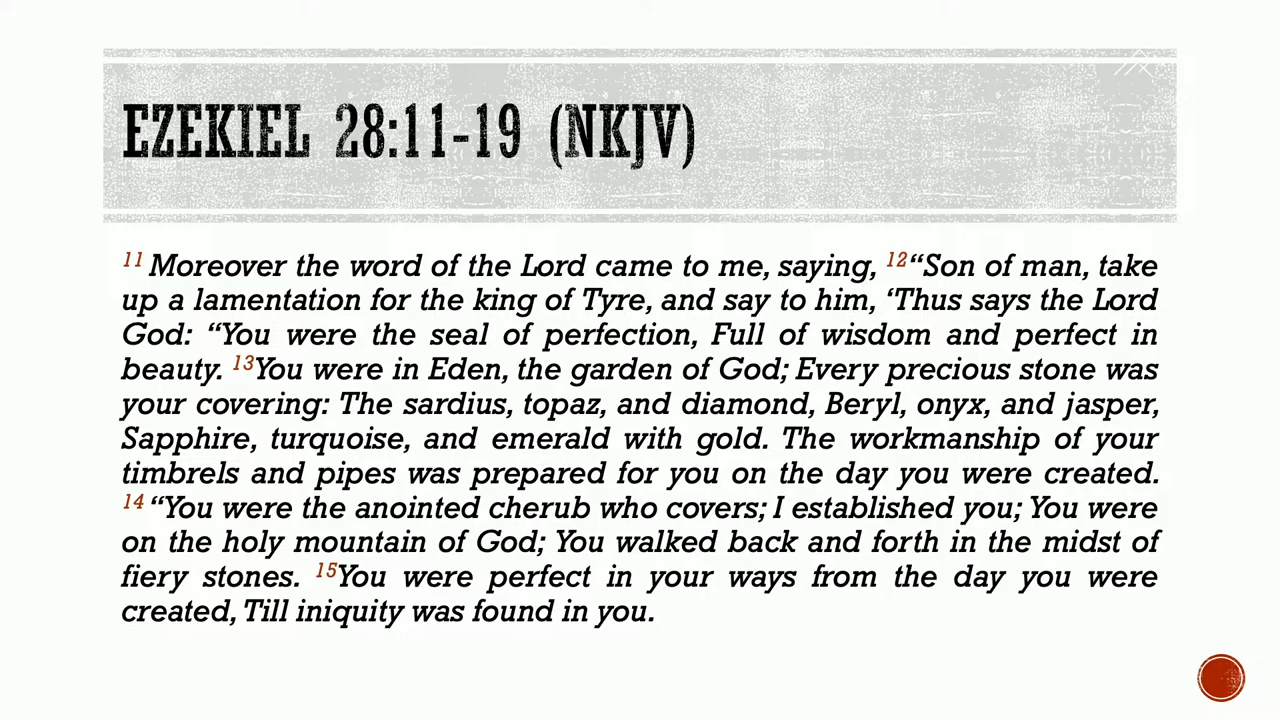 EZEKIEL 28:11-19 (NKJV)
11 Moreover the word of the Lord came to me, saying, 12“Son of man, take
up a lamentation for the king of Tyre, and say to him, ‘Thus says the Lord
God: “You were the seal of perfection, Full of wisdom and perfect in
beauty. 13You were in Eden, the garden of God; Every precious stone was
your covering: The sardius, topaz, and diamond, Beryl, onyx, and jasper,
Sapphire, turquoise, and emerald with gold. The workmanship of your
timbrels and pipes was prepared for you on the day you were created.
14 “You were the anointed cherub who covers; I established you; You were
on the holy mountain of God; You walked back and forth in the midst of
fiery stones. 15You were perfect in your ways from the day you were
created, Till iniquity was found in you.